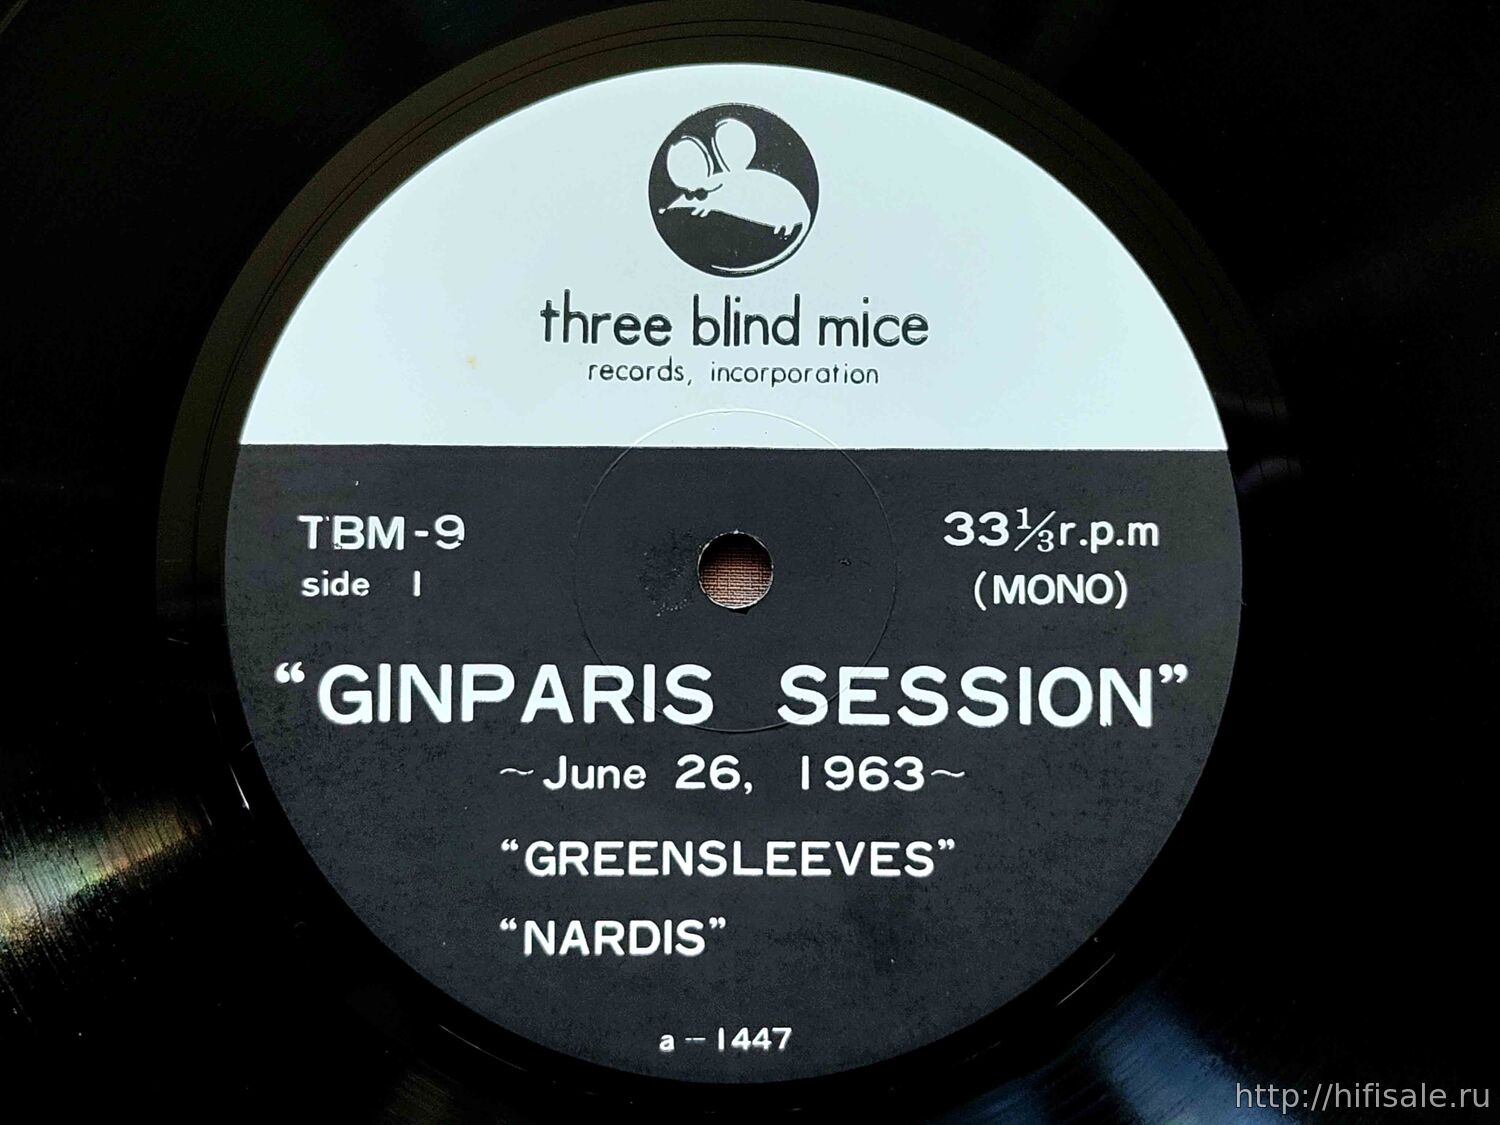 three blind mice
records, incorporation
TBM-9 33⅓r.p.m
side 1 (MONO)
“GINPARIS SESSION”
~June 26, 1963~
“GREENSLEEVES”
“NARDIS”
a-1447
http://hifisale.ru